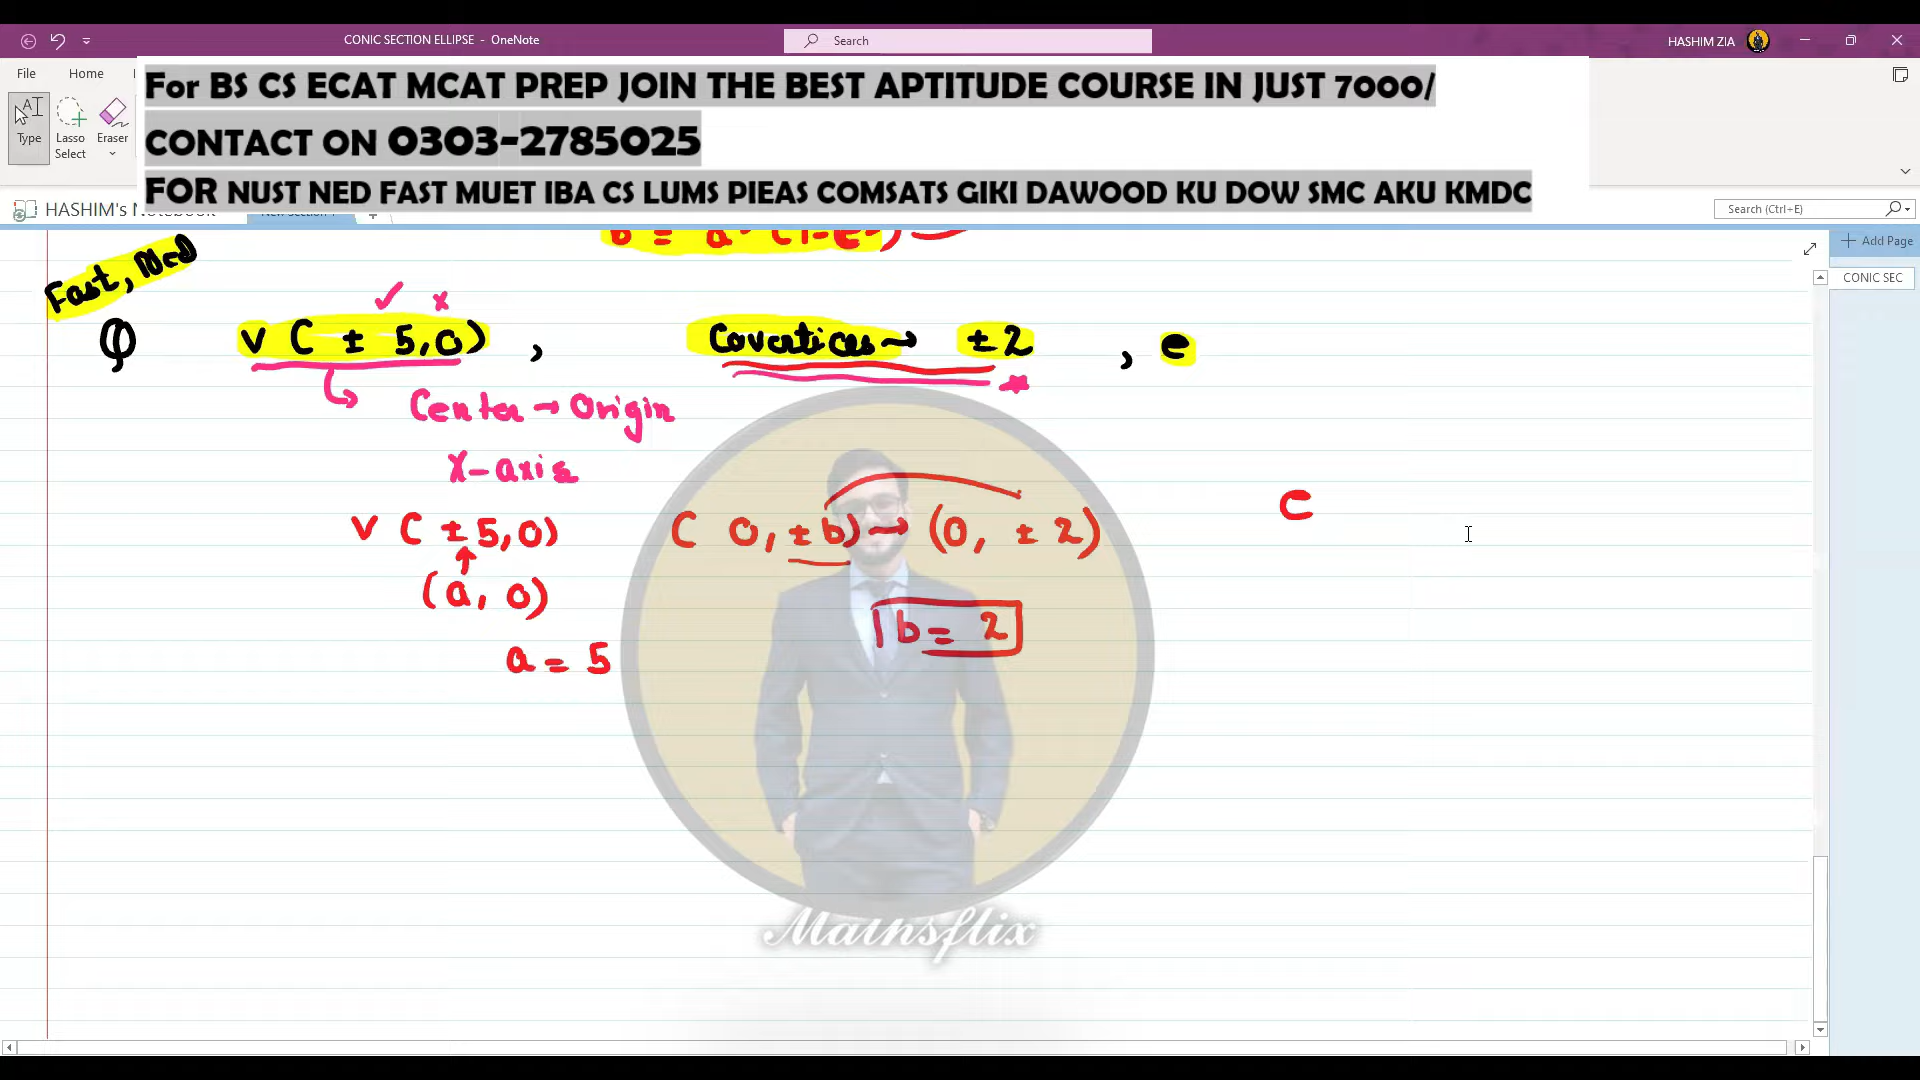 CONIC SECTION ELLIPSE - OneNote
Search
HASHIM ZIA
File
Home
For BS CS ECAT MCAT PREP JOIN THE BEST APTITUDE COURSE IN JUST 7000/
CONTACT ON 0303-2785025
FOR NUST NED FAST MUET IBA CS LUMS PIEAS COMSATS GIKI DAWOOD KU DOW SMC AKU KMDC
Type
Lasso Select
Eraser
HASHIM's Notebook
Search (Ctrl+E)
Add Page
CONIC SEC
Fast, Ned
Q V ( ± 5,0) , Covertices → ±2 , e
✓ x
Center → Origin
X-axis
V ( ± 5,0) ( 0, ±b) → (0, ± 2) e
(a, 0)
b = 2
a = 5
Mainsflix